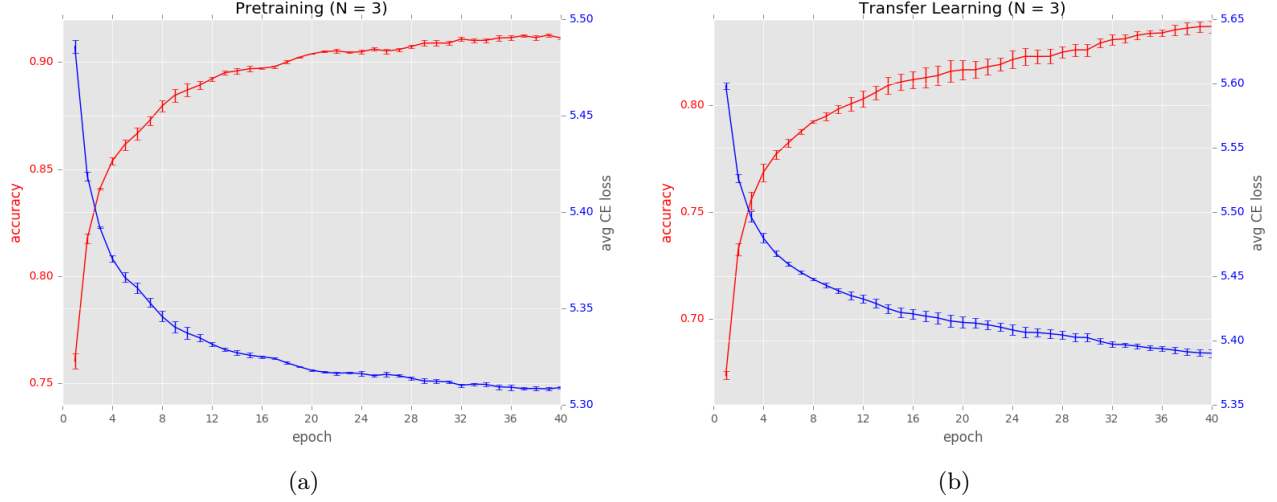 Pretraining (N = 3)
5.50
0.90
5.45
0.85
accuracy
5.40
avg CE loss
0.80
5.35
0.75
5.30
0 4 8 12 16 20 24 28 32 36 40
epoch
(a)
Transfer Learning (N = 3)
5.65
5.60
0.80
5.55
0.75
accuracy
5.50
avg CE loss
5.45
0.70
5.40
5.35
0 4 8 12 16 20 24 28 32 36 40
epoch
(b)